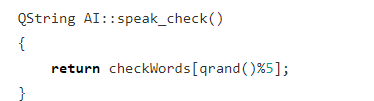 QString AI::speak_check()
{
    return checkWords[qrand()%5];
}